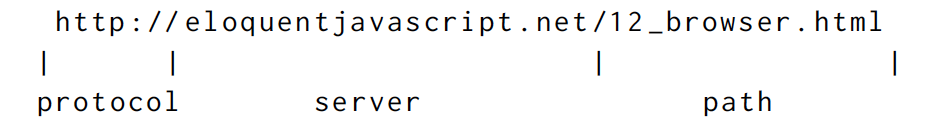 http://eloquentjavascript.net/12_browser.html
|      |                      |              |
protocol       server               path